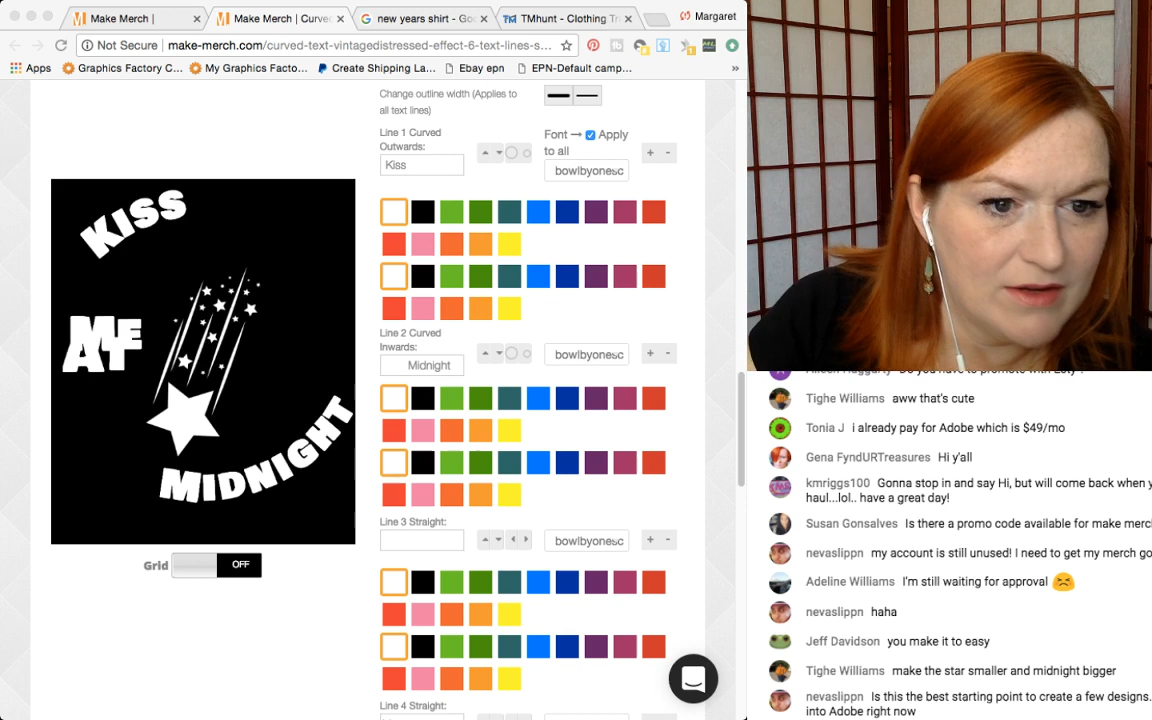 Make Merch |
Make Merch | Curve
new years shirt - Go
TMhunt - Clothing Tr
Margaret
Not Secure | make-merch.com/curved-text-vintagedistressed-effect-6-text-lines-s...
Apps
Graphics Factory C...
My Graphics Facto...
Create Shipping La...
Ebay epn
EPN-Default camp...
»
Change outline width (Applies to
all text lines)
Line 1 Curved
Outwards:
Kiss
Font → Apply
to all
bowlbyonesc
+ -
Line 2 Curved
Inwards:
Midnight
bowlbyonesc
+ -
Line 3 Straight:
bowlbyonesc
+ -
Line 4 Straight:
KISS
ME
AT
MIDNIGHT
Grid
OFF
Tighe Williams aww that's cute
Tonia J i already pay for Adobe which is $49/mo
Gena FyndURTreasures Hi y'all
kmriggs100 Gonna stop in and say Hi, but will come back when y
haul...lol.. have a great day!
Susan Gonsalves Is there a promo code available for make merc
nevaslippn my account is still unused! I need to get my merch go
Adeline Williams I'm still waiting for approval
nevaslippn haha
Jeff Davidson you make it to easy
Tighe Williams make the star smaller and midnight bigger
nevaslippn Is this the best starting point to create a few designs.
into Adobe right now